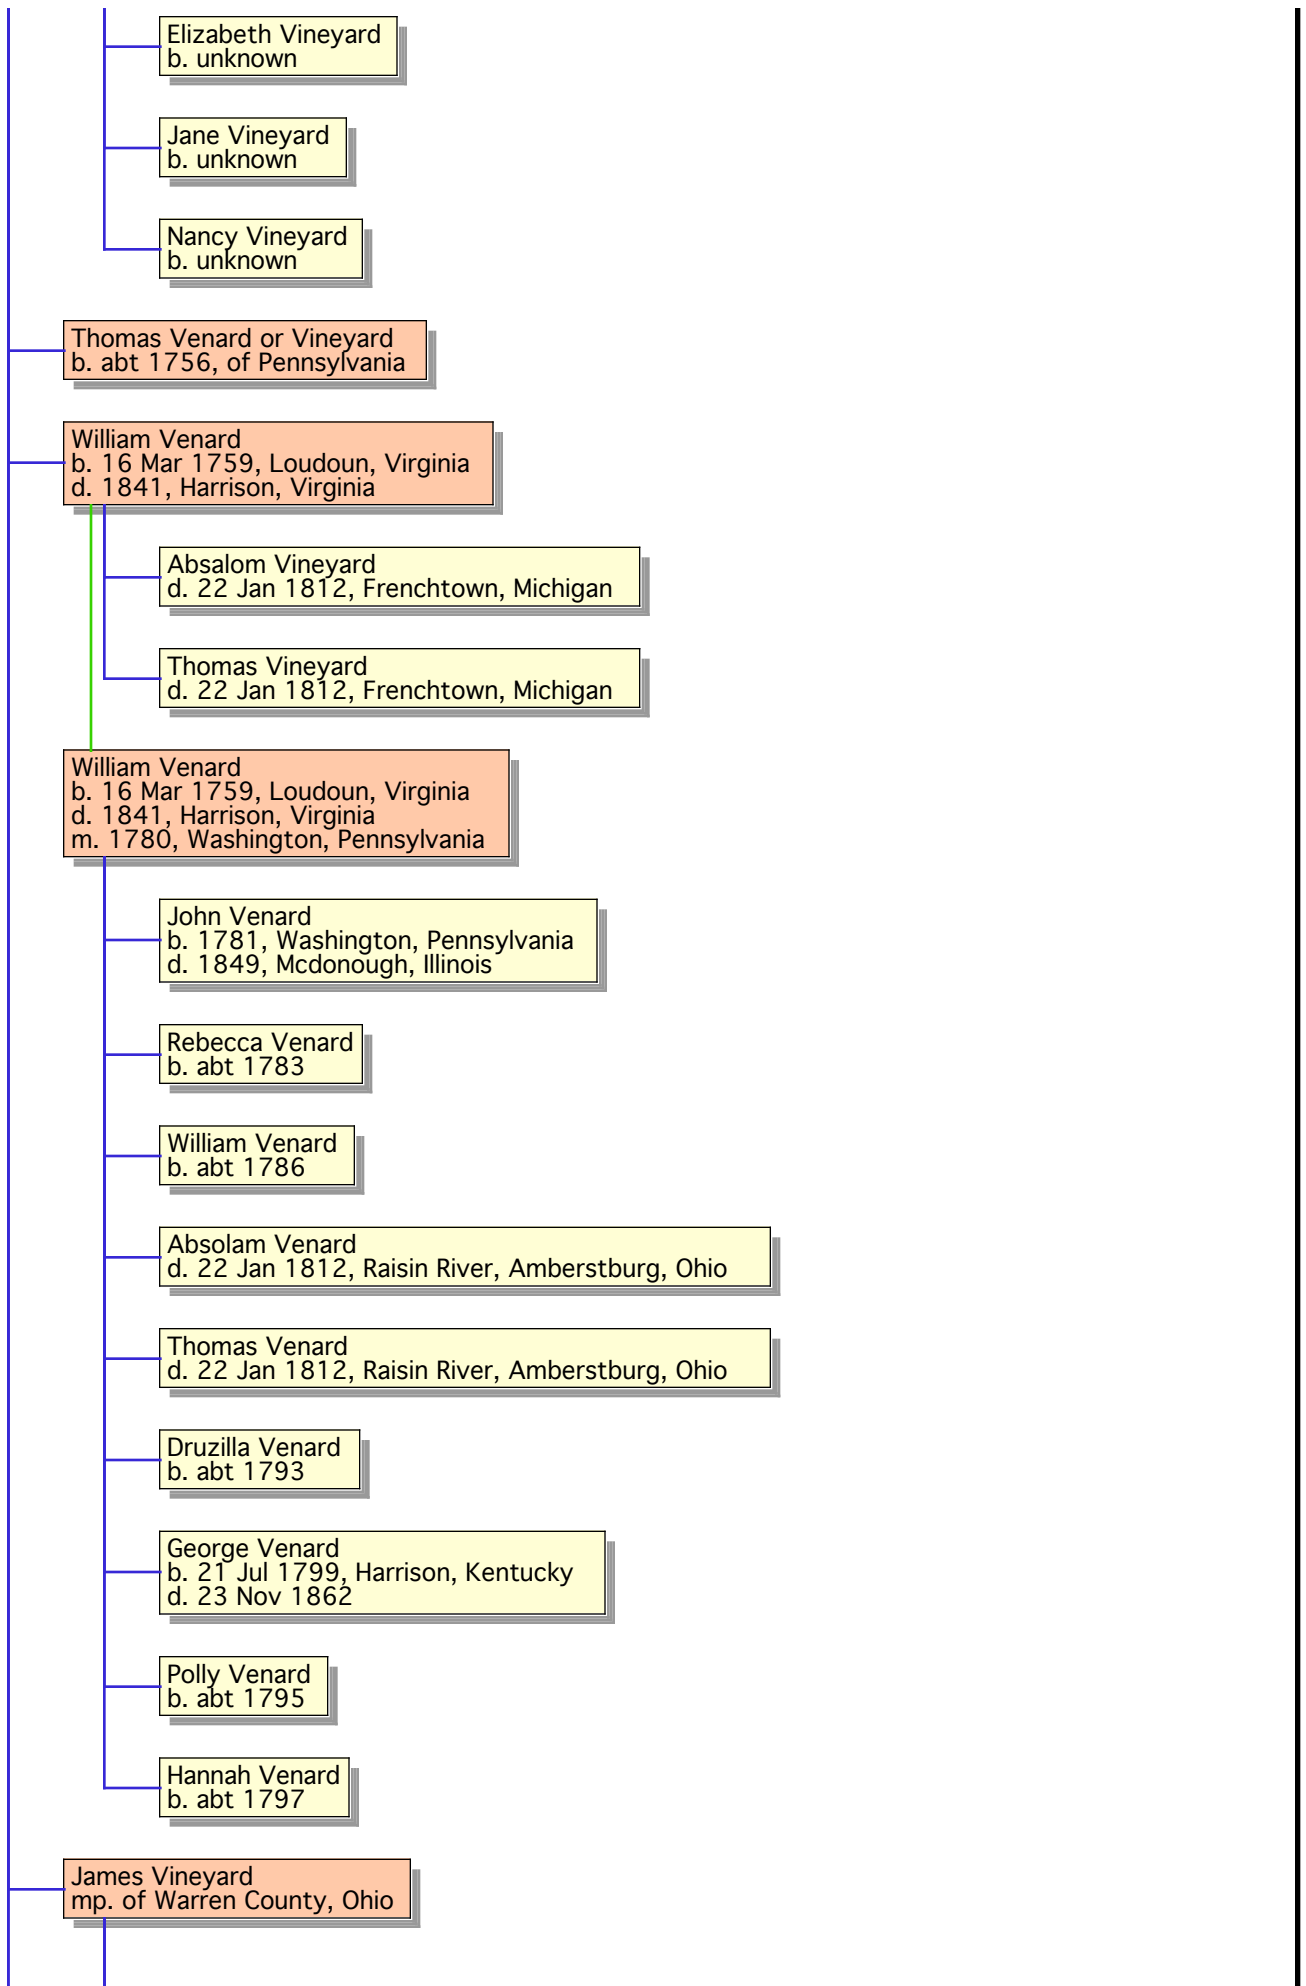 Elizabeth Vineyard
b. unknown
Jane Vineyard
b. unknown
Nancy Vineyard
b. unknown
Thomas Venard or Vineyard
b. abt 1756, of Pennsylvania
William Venard
b. 16 Mar 1759, Loudoun, Virginia
d. 1841, Harrison, Virginia
Absalom Vineyard
d. 22 Jan 1812, Frenchtown, Michigan
Thomas Vineyard
d. 22 Jan 1812, Frenchtown, Michigan
William Venard
b. 16 Mar 1759, Loudoun, Virginia
d. 1841, Harrison, Virginia
m. 1780, Washington, Pennsylvania
John Venard
b. 1781, Washington, Pennsylvania
d. 1849, Mcdonough, Illinois
Rebecca Venard
b. abt 1783
William Venard
b. abt 1786
Absolam Venard
d. 22 Jan 1812, Raisin River, Amberstburg, Ohio
Thomas Venard
d. 22 Jan 1812, Raisin River, Amberstburg, Ohio
Druzilla Venard
b. abt 1793
George Venard
b. 21 Jul 1799, Harrison, Kentucky
d. 23 Nov 1862
Polly Venard
b. abt 1795
Hannah Venard
b. abt 1797
James Vineyard
mp. of Warren County, Ohio